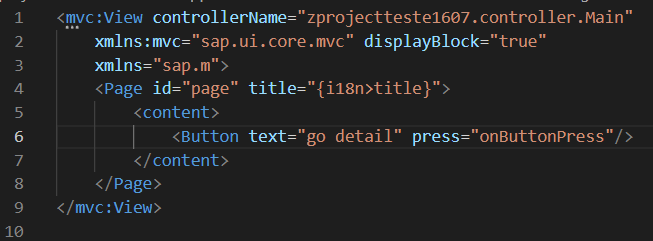 1 <mvc:View controllerName="zprojectteste1607.controller.Main"
2 xmlns:mvc="sap.ui.core.mvc" displayBlock="true"
3 xmlns="sap.m">
4 <Page id="page" title="{i18n>title}">
5 <content>
6 <Button text="go detail" press="onButtonPress"/>
7 </content>
8 </Page>
9 </mvc:View>
10